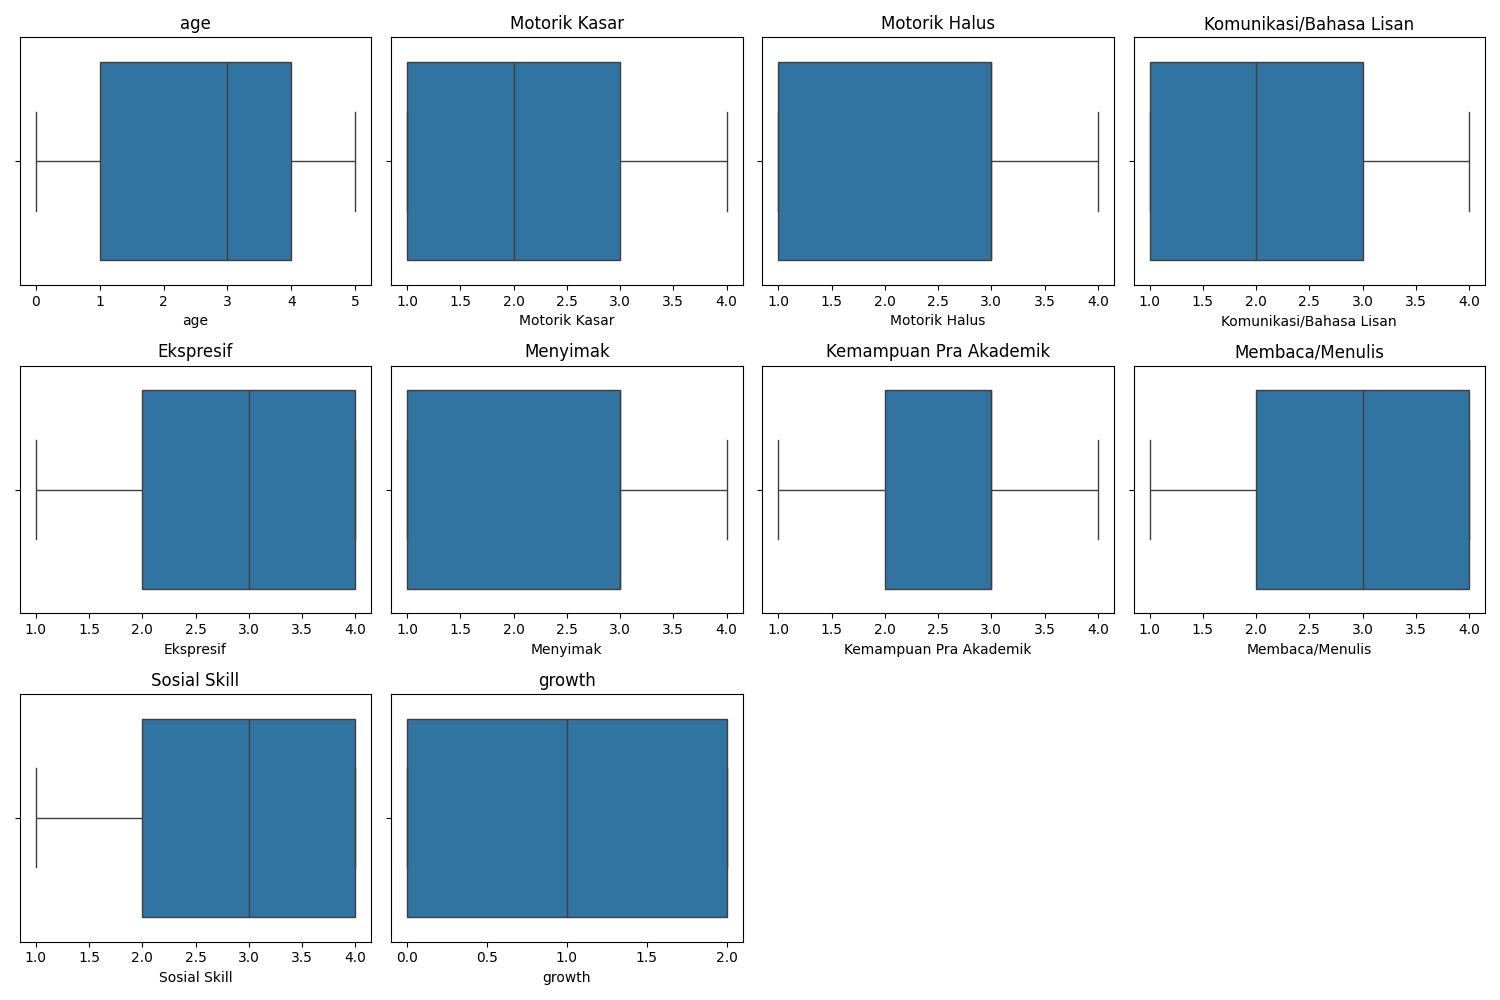 age
Motorik Kasar
Motorik Halus
Komunikasi/Bahasa Lisan
0 1 2 3 4 5
1.0 1.5 2.0 2.5 3.0 3.5 4.0
1.0 1.5 2.0 2.5 3.0 3.5 4.0
1.0 1.5 2.0 2.5 3.0 3.5 4.0
age
Motorik Kasar
Motorik Halus
Komunikasi/Bahasa Lisan
Ekspresif
Menyimak
Kemampuan Pra Akademik
Membaca/Menulis
1.0 1.5 2.0 2.5 3.0 3.5 4.0
1.0 1.5 2.0 2.5 3.0 3.5 4.0
1.0 1.5 2.0 2.5 3.0 3.5 4.0
1.0 1.5 2.0 2.5 3.0 3.5 4.0
Ekspresif
Menyimak
Kemampuan Pra Akademik
Membaca/Menulis
Sosial Skill
growth
1.0 1.5 2.0 2.5 3.0 3.5 4.0
0.0 0.5 1.0 1.5 2.0
Sosial Skill
growth